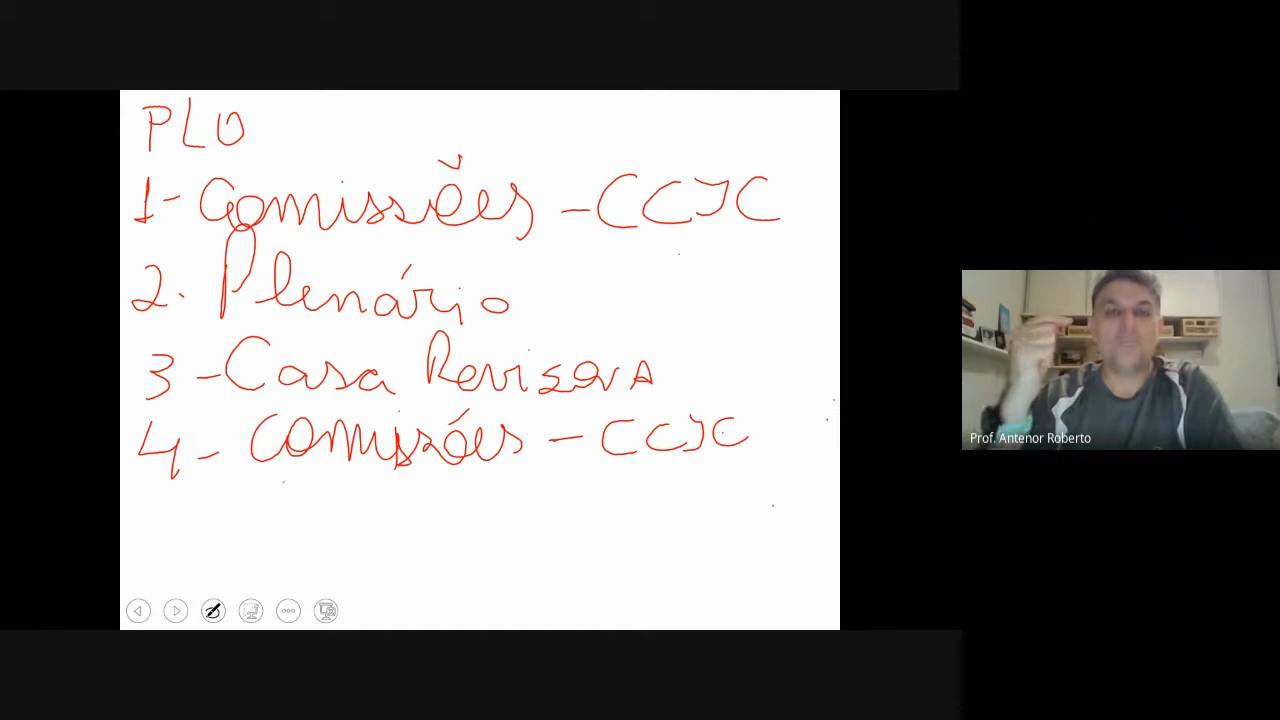 PLO
1- Comissões - CCJC
2. Plenário
3 - Casa Revisora
4 - Comissões - CCJC
Prof. Antenor Roberto